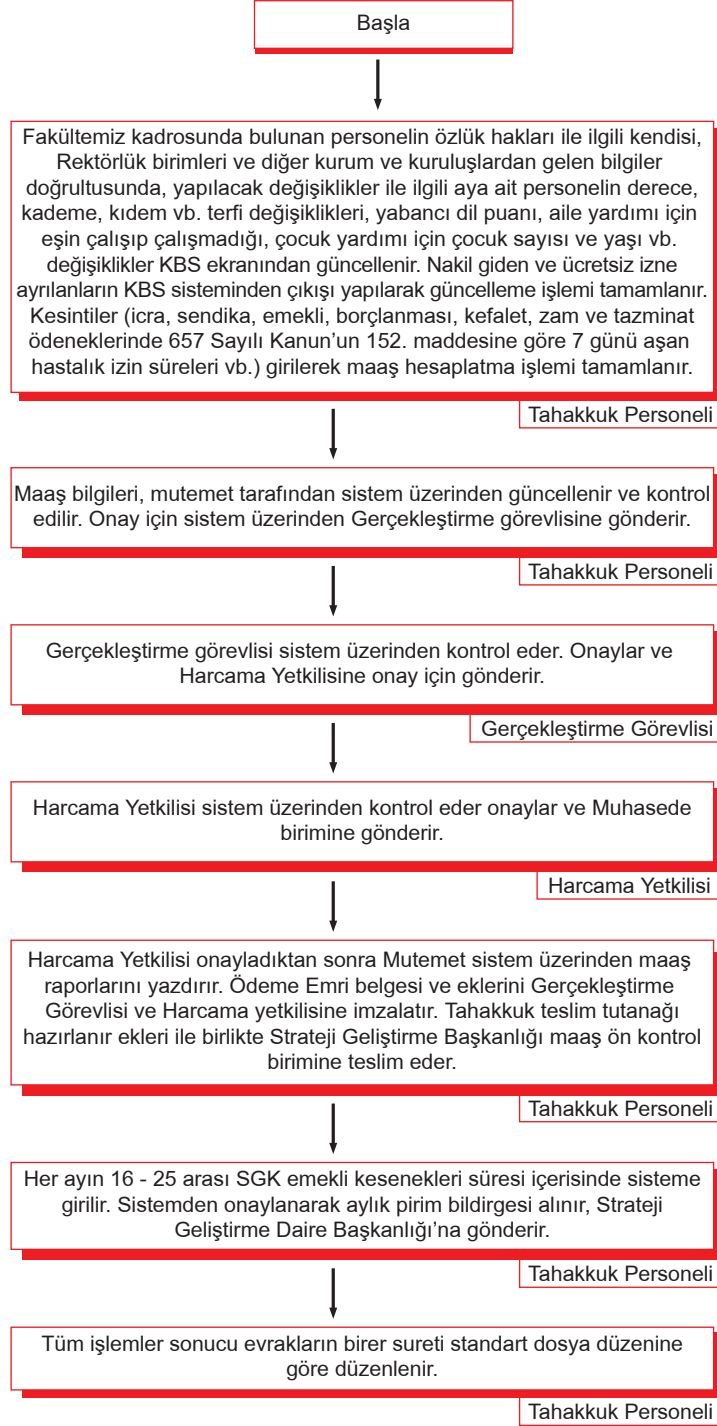 Başla
Fakültemiz kadrosunda bulunan personelin özlük hakları ile ilgili kendisi,
Rektörlük birimleri ve diğer kurum ve kuruluşlardan gelen bilgiler
doğrultusunda, yapılacak değişiklikler ile ilgili aya ait personelin derece,
kademe, kıdem vb. terfi değişiklikleri, yabancı dil puanı, aile yardımı için
eşin çalışıp çalışmadığı, çocuk yardımı için çocuk sayısı ve yaşı vb.
değişiklikler KBS ekranından güncellenir. Nakil giden ve ücretsiz izne
ayrılanların KBS sisteminden çıkışı yapılarak güncelleme işlemi tamamlanır.
Kesintiler (icra, sendika, emekli, borçlanması, kefalet, zam ve tazminat
ödeneklerinde 657 Sayılı Kanun’un 152. maddesine göre 7 günü aşan
hastalık izin süreleri vb.) girilerek maaş hesaplatma işlemi tamamlanır.
Tahakkuk Personeli
Maaş bilgileri, mutemet tarafından sistem üzerinden güncellenir ve kontrol
edilir. Onay için sistem üzerinden Gerçekleştirme görevlisine gönderir.
Tahakkuk Personeli
Gerçekleştirme görevlisi sistem üzerinden kontrol eder. Onaylar ve
Harcama Yetkilisine onay için gönderir.
Gerçekleştirme Görevlisi
Harcama Yetkilisi sistem üzerinden kontrol eder onaylar ve Muhasede
birimine gönderir.
Harcama Yetkilisi
Harcama Yetkilisi onayladıktan sonra Mutemet sistem üzerinden maaş
raporlarını yazdırır. Ödeme Emri belgesi ve eklerini Gerçekleştirme
Görevlisi ve Harcama yetkilisine imzalatır. Tahakkuk teslim tutanağı
hazırlanır ekleri ile birlikte Strateji Geliştirme Başkanlığı maaş ön kontrol
birimine teslim eder.
Tahakkuk Personeli
Her ayın 16 - 25 arası SGK emekli kesenekleri süresi içerisinde sisteme
girilir. Sistemden onaylanarak aylık pirim bildirgesi alınır, Strateji
Geliştirme Daire Başkanlığı’na gönderir.
Tahakkuk Personeli
Tüm işlemler sonucu evrakların birer sureti standart dosya düzenine
göre düzenlenir.
Tahakkuk Personeli